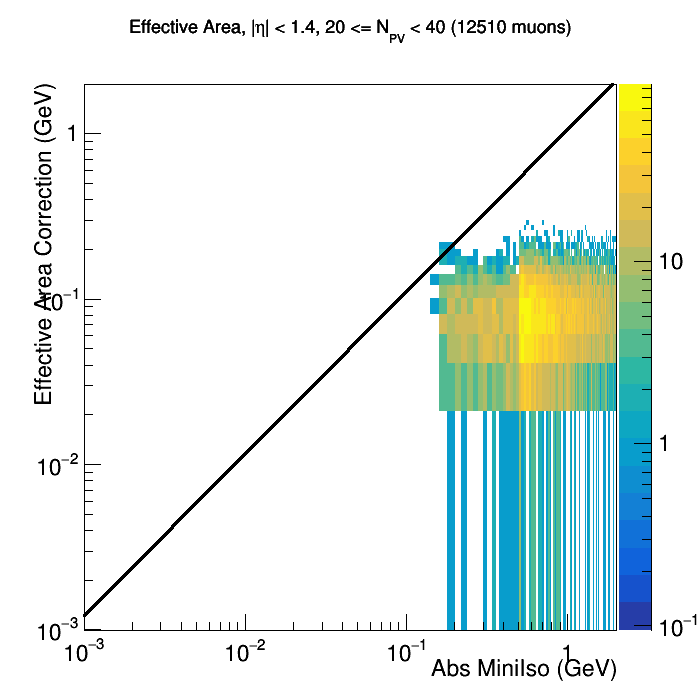 Effective Area, |η| < 1.4, 20 <= N_PV < 40 (12510 muons)
Effective Area Correction (GeV)
1
10⁻¹
10⁻²
10⁻³
10⁻³ 10⁻² 10⁻¹ 1
Abs MiniIso (GeV)
10
1
10⁻¹